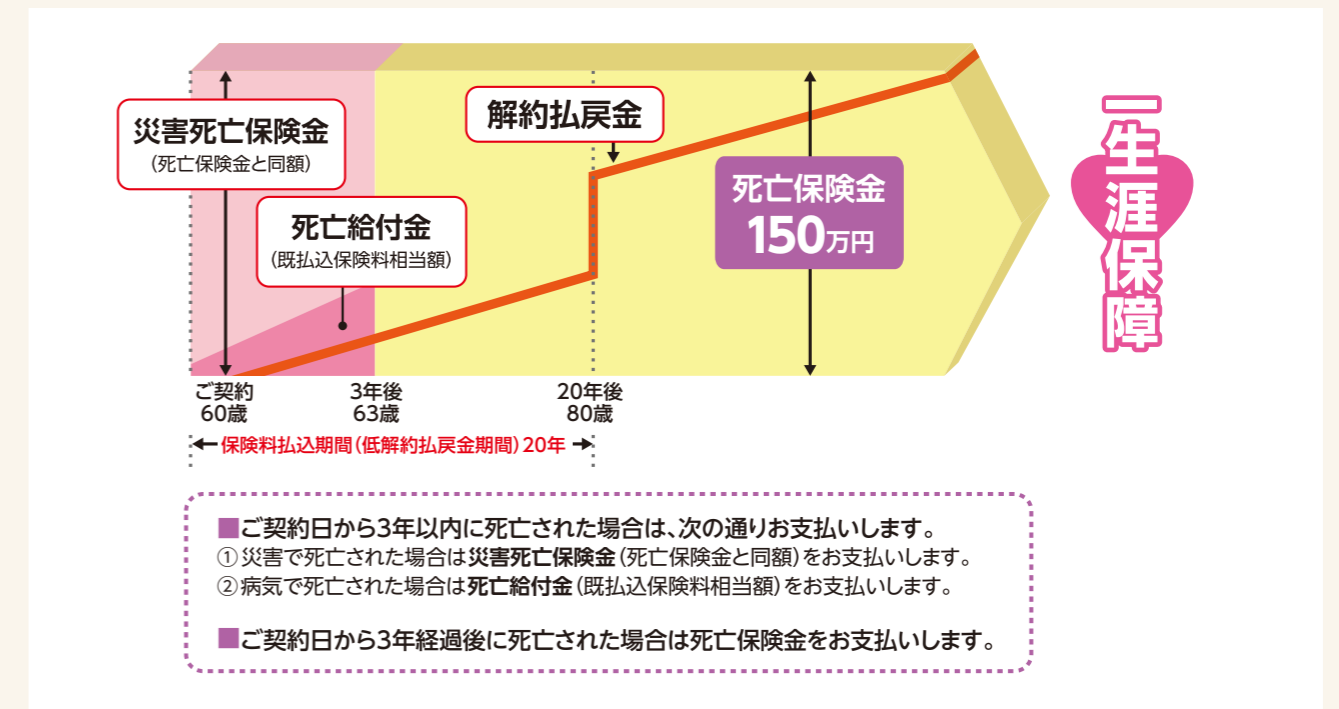 災害死亡保険金
(死亡保険金と同額)
解約払戻金
死亡給付金
(既払込保険料相当額)
死亡保険金
150万円
一生涯保障
ご契約
60歳
3年後
63歳
20年後
80歳
保険料払込期間(低解約払戻金期間)20年
■ご契約日から3年以内に死亡された場合は、次の通りお支払いします。
①災害で死亡された場合は災害死亡保険金(死亡保険金と同額)をお支払いします。
②病気で死亡された場合は死亡給付金(既払込保険料相当額)をお支払いします。
■ご契約日から3年経過後に死亡された場合は死亡保険金をお支払いします。